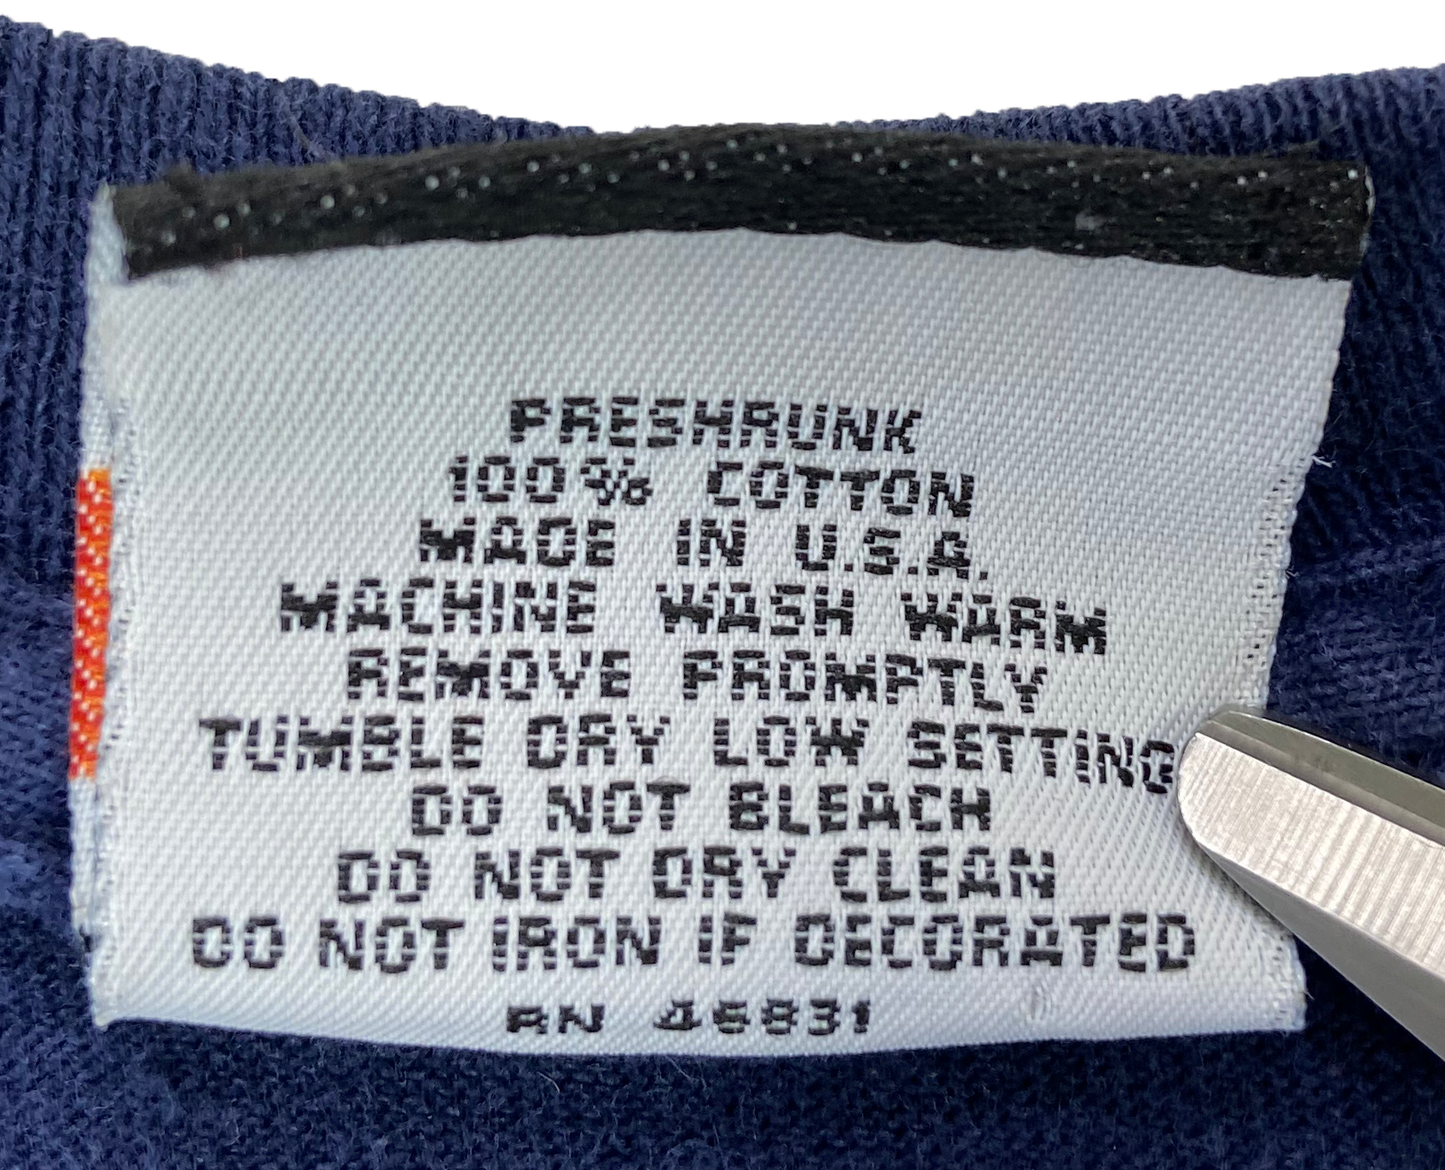 PRESHRUNK
100% COTTON
MADE IN U.S.A.
MACHINE WASH WARM
REMOVE PROMPTLY
TUMBLE DRY LOW SETTING
DO NOT BLEACH
DO NOT DRY CLEAN
DO NOT IRON IF DECORATED
RN 46831